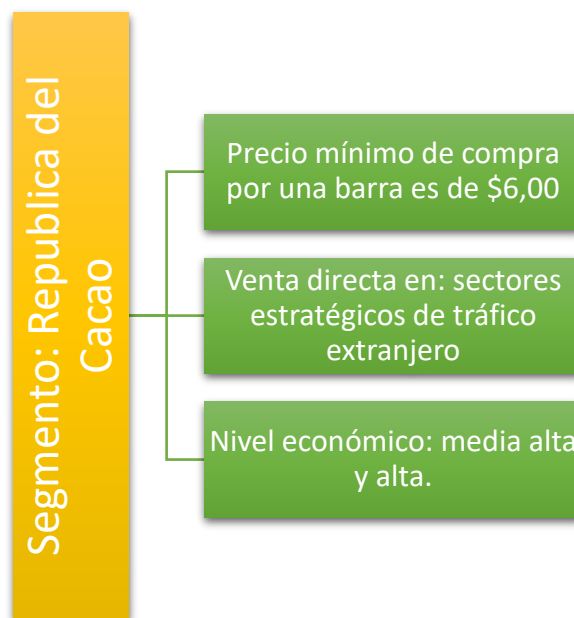 Segmento: Republica del
Cacao
Precio mínimo de compra
por una barra es de $6,00
Venta directa en: sectores
estratégicos de tráfico
extranjero
Nivel económico: media alta
y alta.